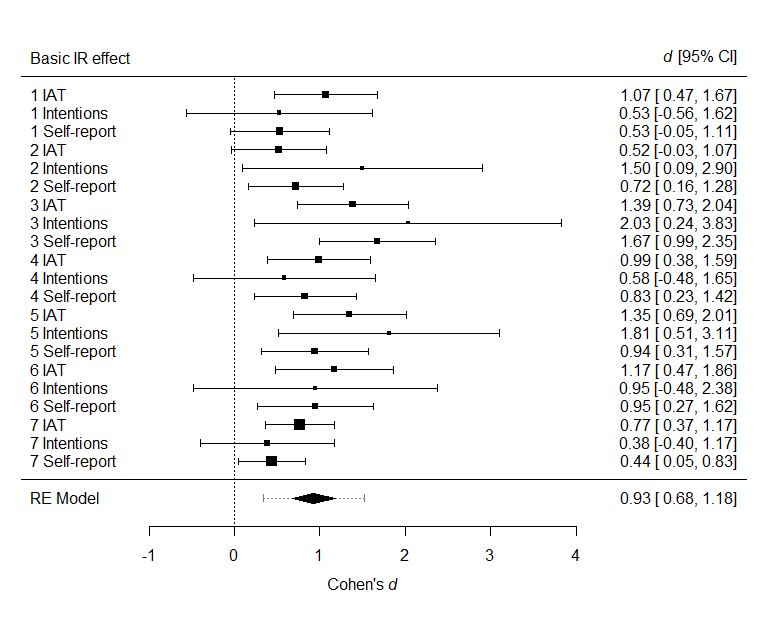 Basic IR effect d [95% CI]
1 IAT 1.07 [ 0.47, 1.67]
1 Intentions 0.53 [-0.56, 1.62]
1 Self-report 0.53 [-0.05, 1.11]
2 IAT 0.52 [-0.03, 1.07]
2 Intentions 1.50 [ 0.09, 2.90]
2 Self-report 0.72 [ 0.16, 1.28]
3 IAT 1.39 [ 0.73, 2.04]
3 Intentions 2.03 [ 0.24, 3.83]
3 Self-report 1.67 [ 0.99, 2.35]
4 IAT 0.99 [ 0.38, 1.59]
4 Intentions 0.58 [-0.48, 1.65]
4 Self-report 0.83 [ 0.23, 1.42]
5 IAT 1.35 [ 0.69, 2.01]
5 Intentions 1.81 [ 0.51, 3.11]
5 Self-report 0.94 [ 0.31, 1.57]
6 IAT 1.17 [ 0.47, 1.86]
6 Intentions 0.95 [-0.48, 2.38]
6 Self-report 0.95 [ 0.27, 1.62]
7 IAT 0.77 [ 0.37, 1.17]
7 Intentions 0.38 [-0.40, 1.17]
7 Self-report 0.44 [ 0.05, 0.83]
RE Model 0.93 [0.68, 1.18]
-1 0 1 2 3 4
Cohen's d